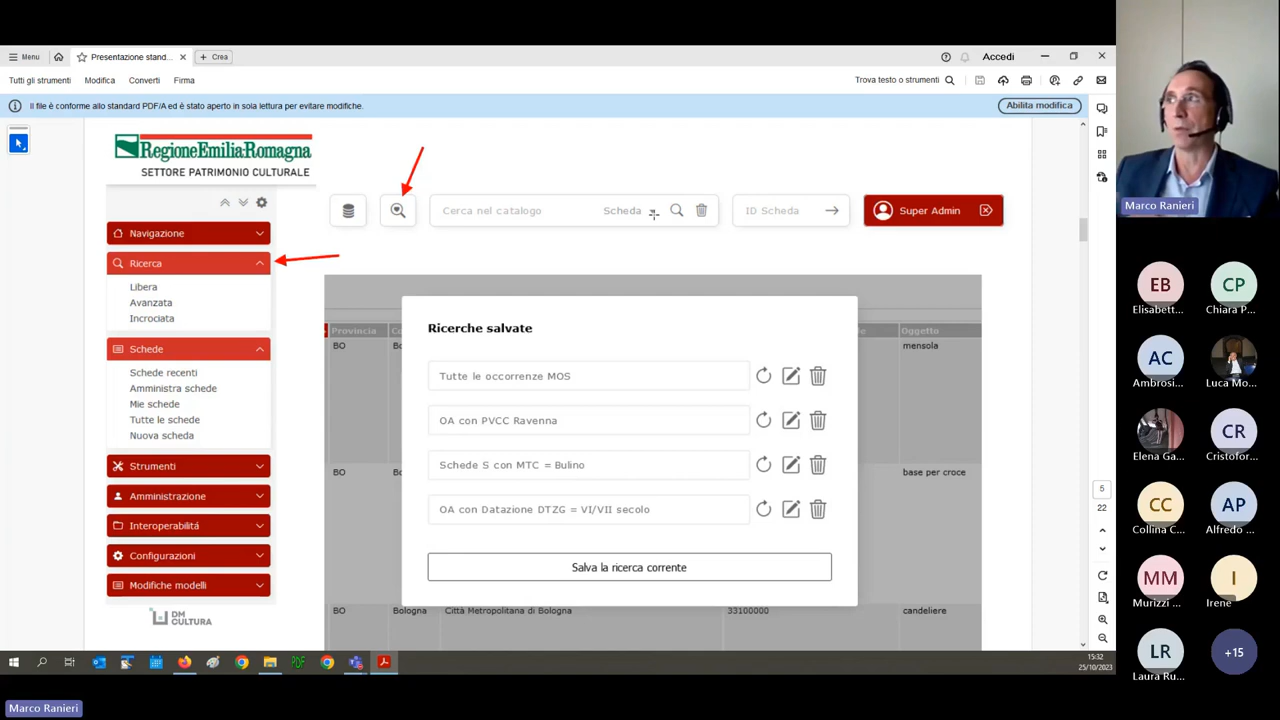 Menu
Presentazione stand...
Crea
Accedi
Tutti gli strumenti
Modifica
Converti
Firma
Trova testo o strumenti
Il file è conforme allo standard PDF/A ed è stato aperto in sola lettura per evitare modifiche.
Abilita modifica
RegioneEmilia-Romagna
SETTORE PATRIMONIO CULTURALE
Cerca nel catalogo
Scheda
ID Scheda
Super Admin
Navigazione
Ricerca
Libera
Avanzata
Incrociata
Schede
Schede recenti
Amministra schede
Mie schede
Tutte le schede
Nuova scheda
Strumenti
Amministrazione
Interoperabilitá
Configurazioni
Modifiche modelli
DM
CULTURA
Provincia
Oggetto
BO
mensola
BO
base per croce
BO
Bologna
Città Metropolitana di Bologna
33100000
candeliere
Ricerche salvate
Tutte le occorrenze MOS
OA con PVCC Ravenna
Schede S con MTC = Bulino
OA con Datazione DTZG = VI/VII secolo
Salva la ricerca corrente
5
22
15:32
25/10/2023
PDF
Marco Ranieri
Marco Ranieri
EB
Elisabett...
CP
Chiara P...
AC
Ambrosi...
Luca Mo...
Elena Ga...
CR
Cristofor...
CC
Collina C...
AP
Alfredo ...
MM
Murizzi ...
I
Irene
LR
Laura Ru...
+15